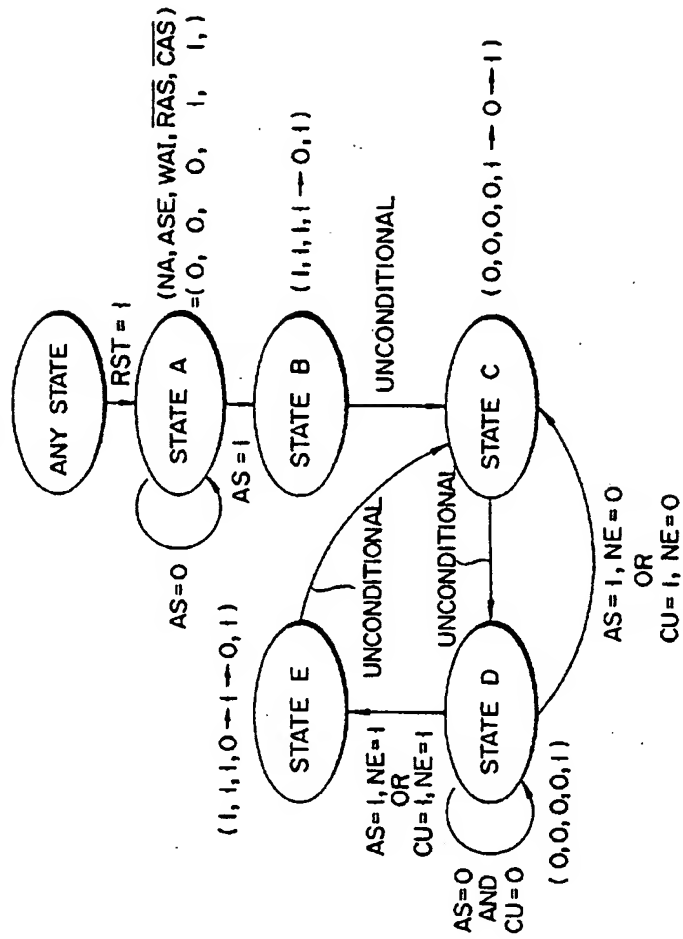 ANY STATE
RST = 1
(NA, ASE, WAI, R̅A̅S̅, C̅A̅S̅)
=(0, 0, 0, 1, 1,)
STATE A
AS=0
AS=1
STATE B
(1,1,1,1→0,1)
UNCONDITIONAL
(1,1,1,0→1→0,1)
STATE E
UNCONDITIONAL
STATE C
(0,0,0,0,1→0→1)
UNCONDITIONAL
AS=1, NE=1
OR
CU=1, NE=1
STATE D
AS=0
AND
CU=0
(0,0,0,0,1)
AS=1, NE=0
OR
CU=1, NE=0